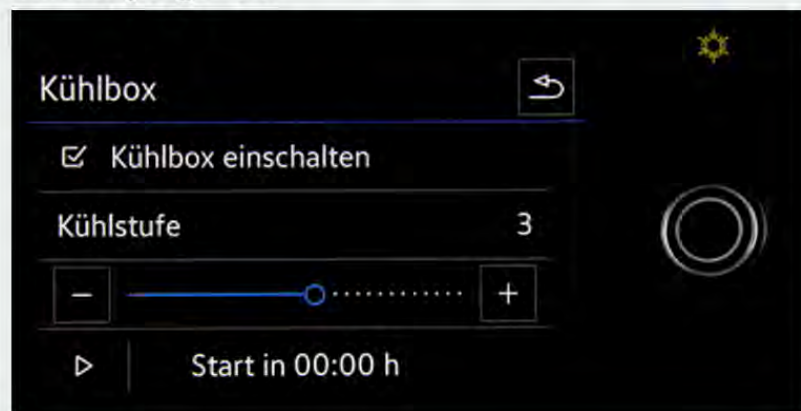 Kühlbox
Kühlbox einschalten
Kühlstufe 3
Start in 00:00 h